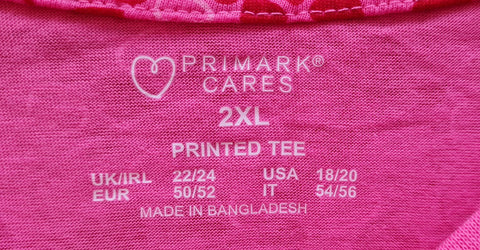 PRIMARK®
CARES
2XL
PRINTED TEE
UK/IRL 22/24 USA 18/20
EUR 50/52 IT 54/56
MADE IN BANGLADESH